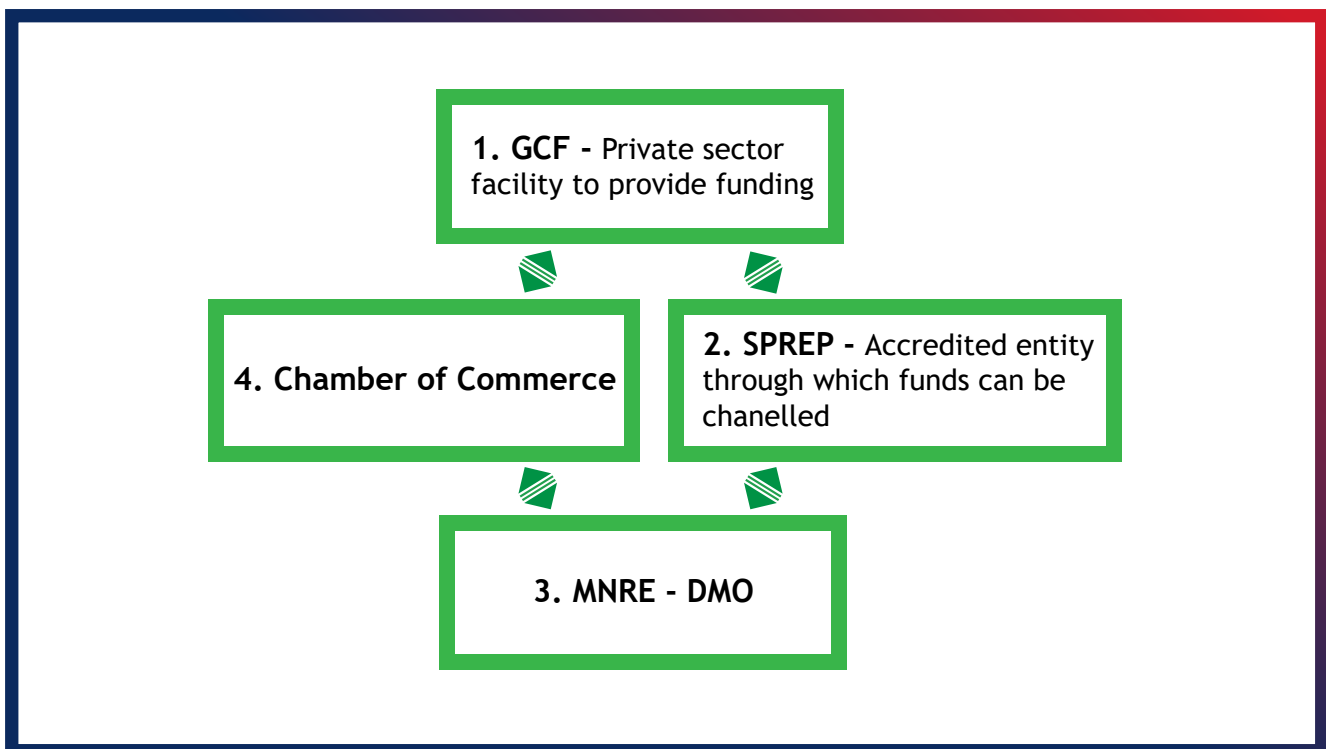 1. GCF - Private sector
facility to provide funding
4. Chamber of Commerce
2. SPREP - Accredited entity
through which funds can be
chanelled
3. MNRE - DMO